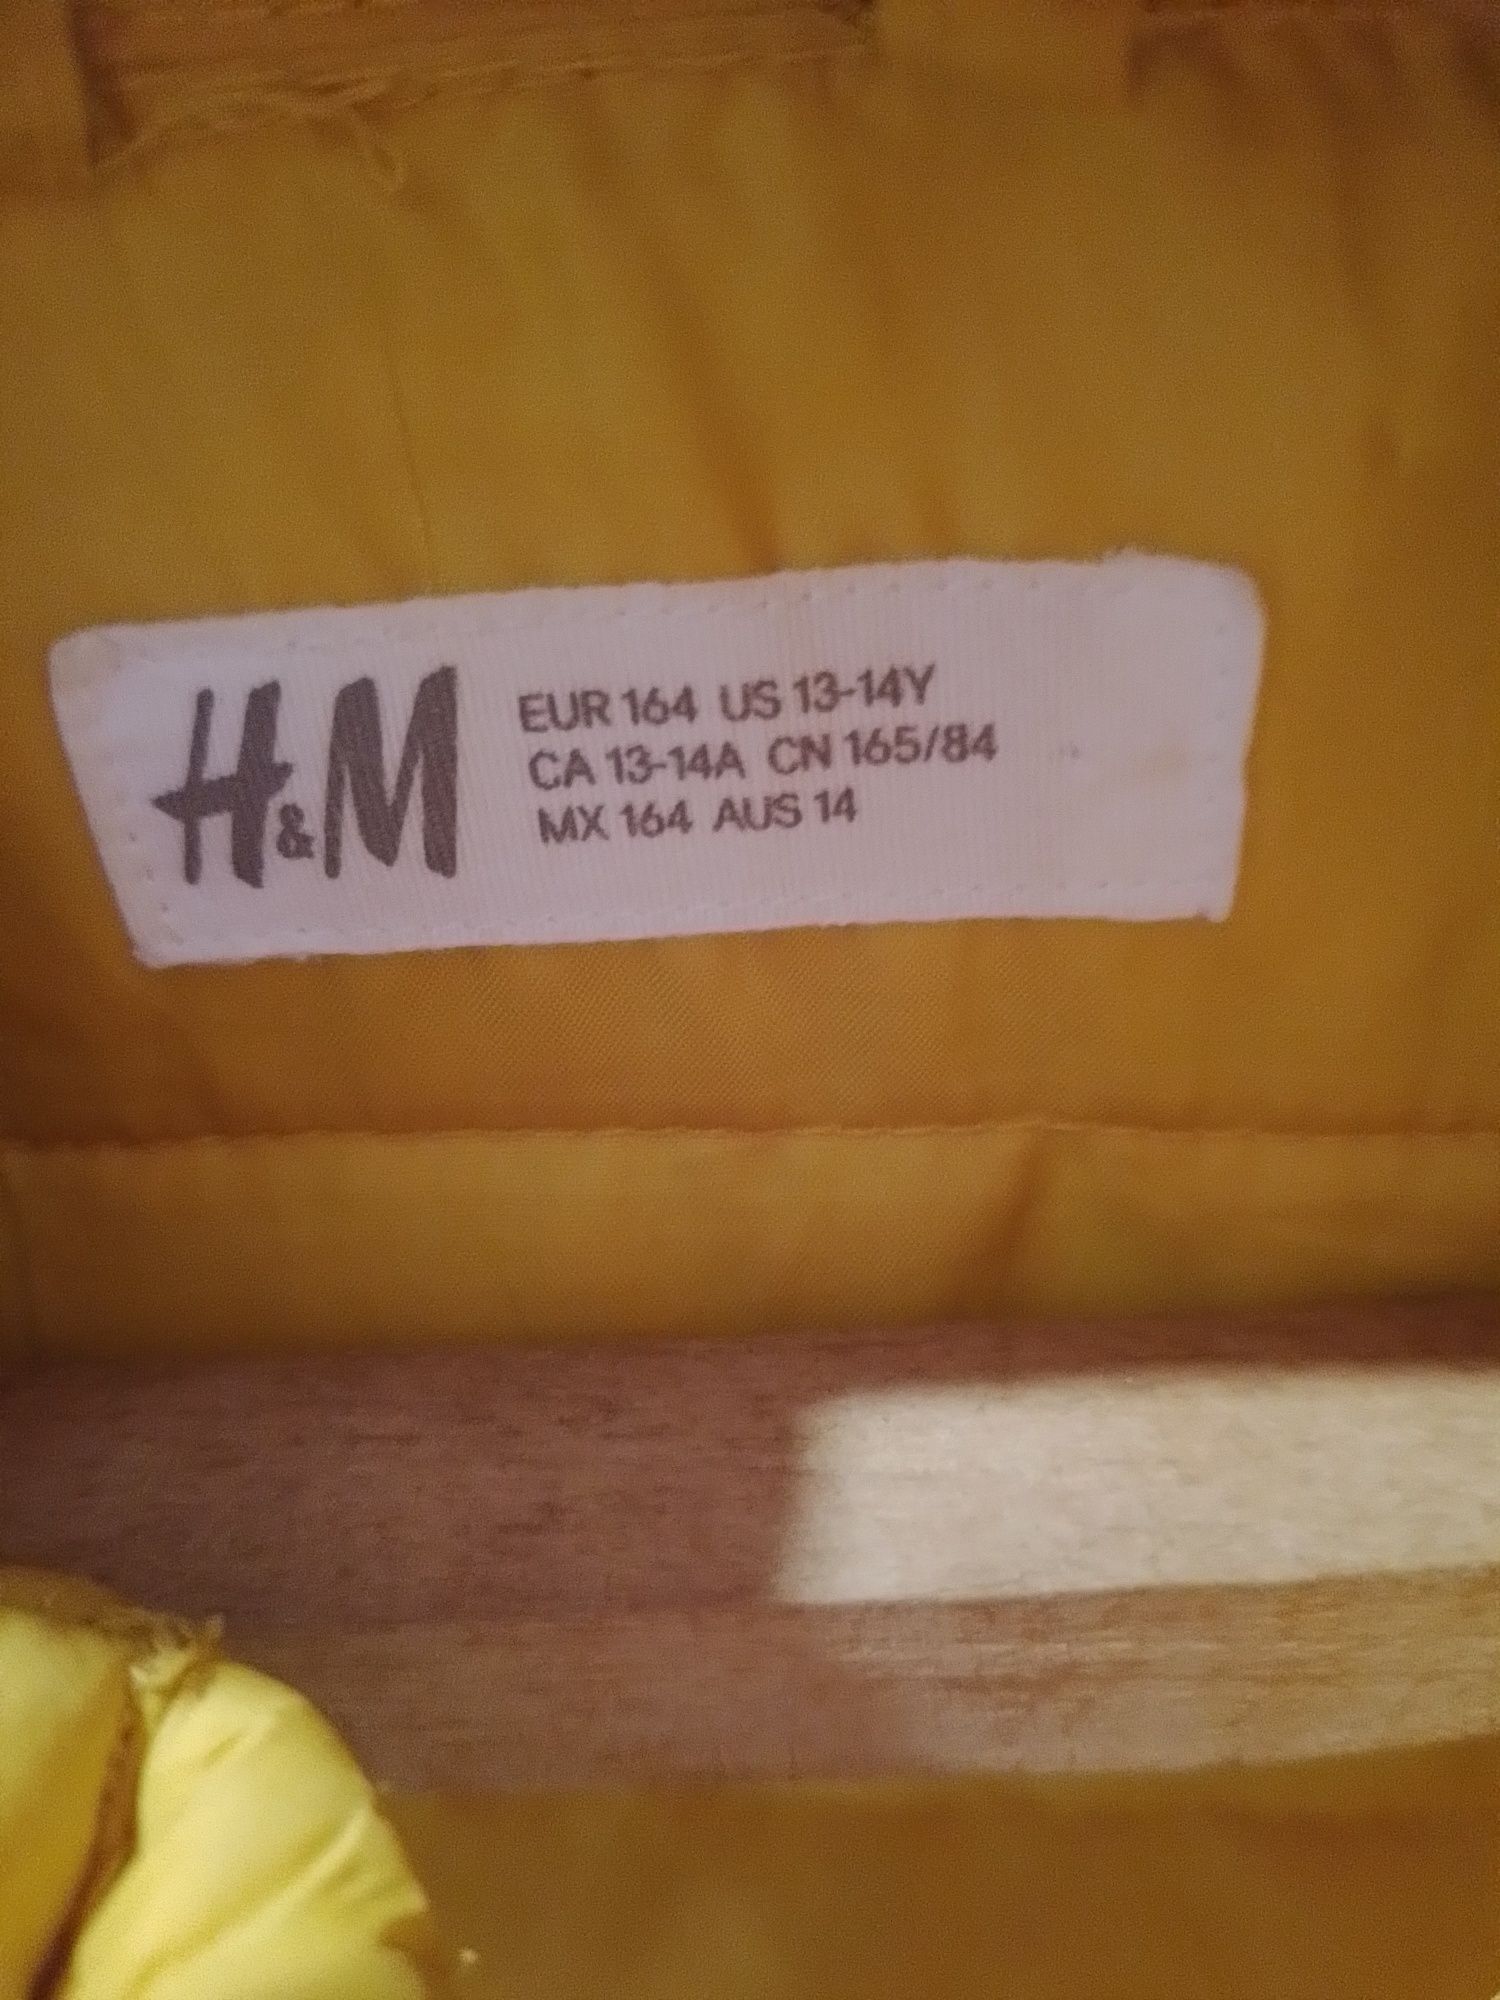 H&M
EUR 164 US 13-14Y
CA 13-14A CN 165/84
MX 164 AUS 14